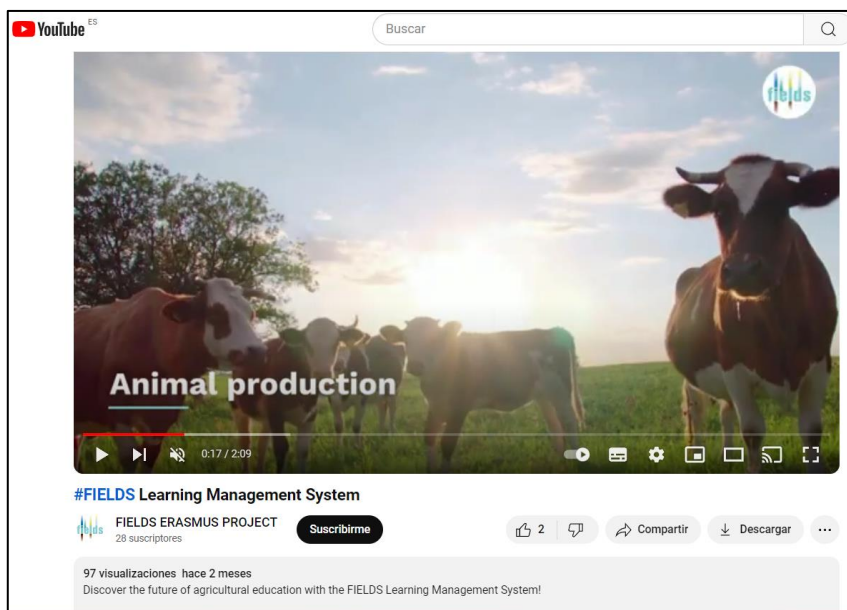 YouTube ES
Buscar
fields
Animal production
0:17 / 2:09
#FIELDS Learning Management System
fields
FIELDS ERASMUS PROJECT
28 suscriptores
Suscribirme
2
Compartir
Descargar
97 visualizaciones hace 2 meses
Discover the future of agricultural education with the FIELDS Learning Management System!